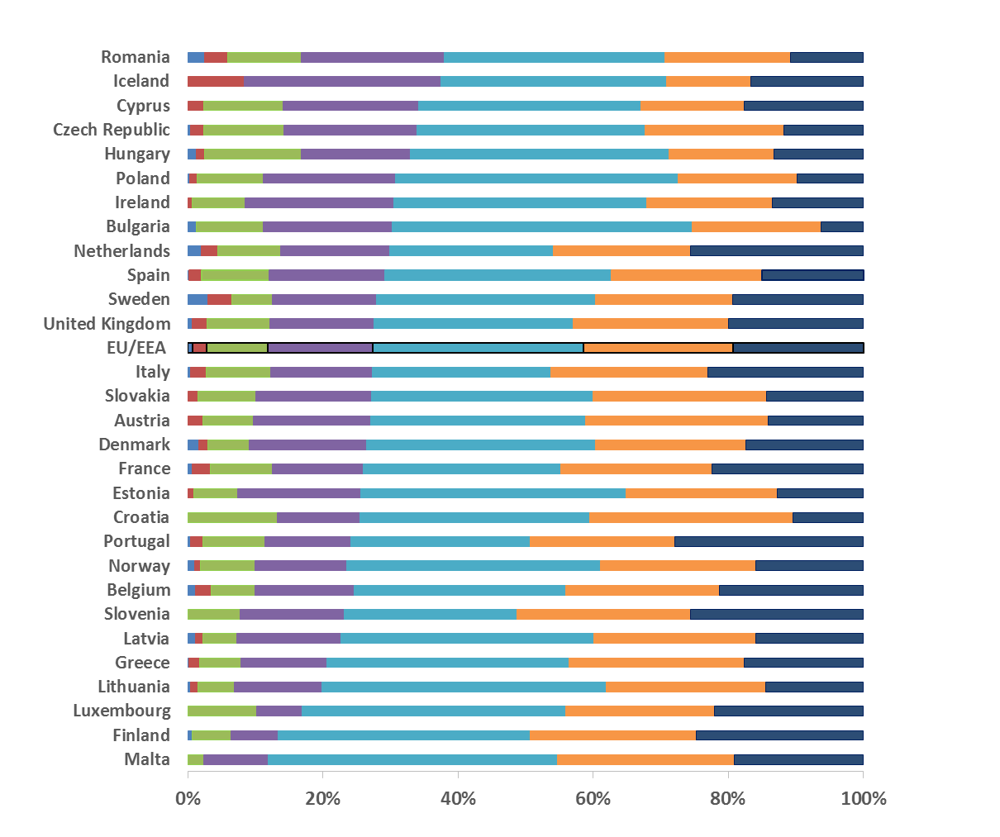 Romania
Iceland
Cyprus
Czech Republic
Hungary
Poland
Ireland
Bulgaria
Netherlands
Spain
Sweden
United Kingdom
EU/EEA
Italy
Slovakia
Austria
Denmark
France
Estonia
Croatia
Portugal
Norway
Belgium
Slovenia
Latvia
Greece
Lithuania
Luxembourg
Finland
Malta
0% 20% 40% 60% 80% 100%